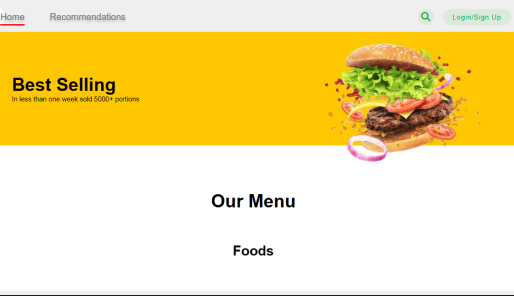 Home Recommendations Login/Sign Up
Best Selling
in less than one week sold 5000+ portions
Our Menu
Foods